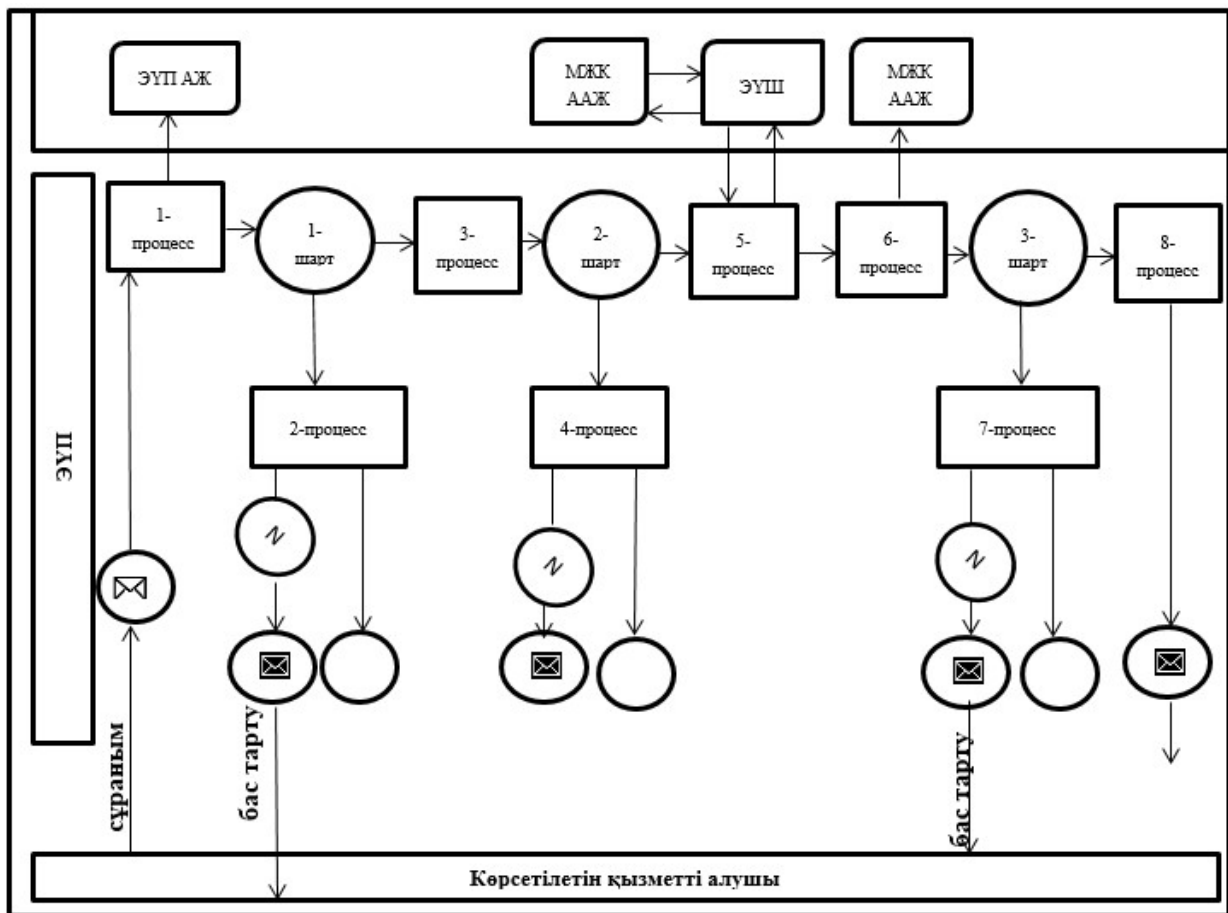 ЭҮП АЖ
МЖК
ААЖ
ЭҮШ
МЖК
ААЖ
1-
процесс
1-
шарт
3-
процесс
2-
шарт
5-
процесс
6-
процесс
3-
шарт
8-
процесс
2-процесс
4-процесс
7-процесс
ЭҮП
N
N
N
сұраным
бас тарту
бас тарту
Көрсетілетін қызметті алушы